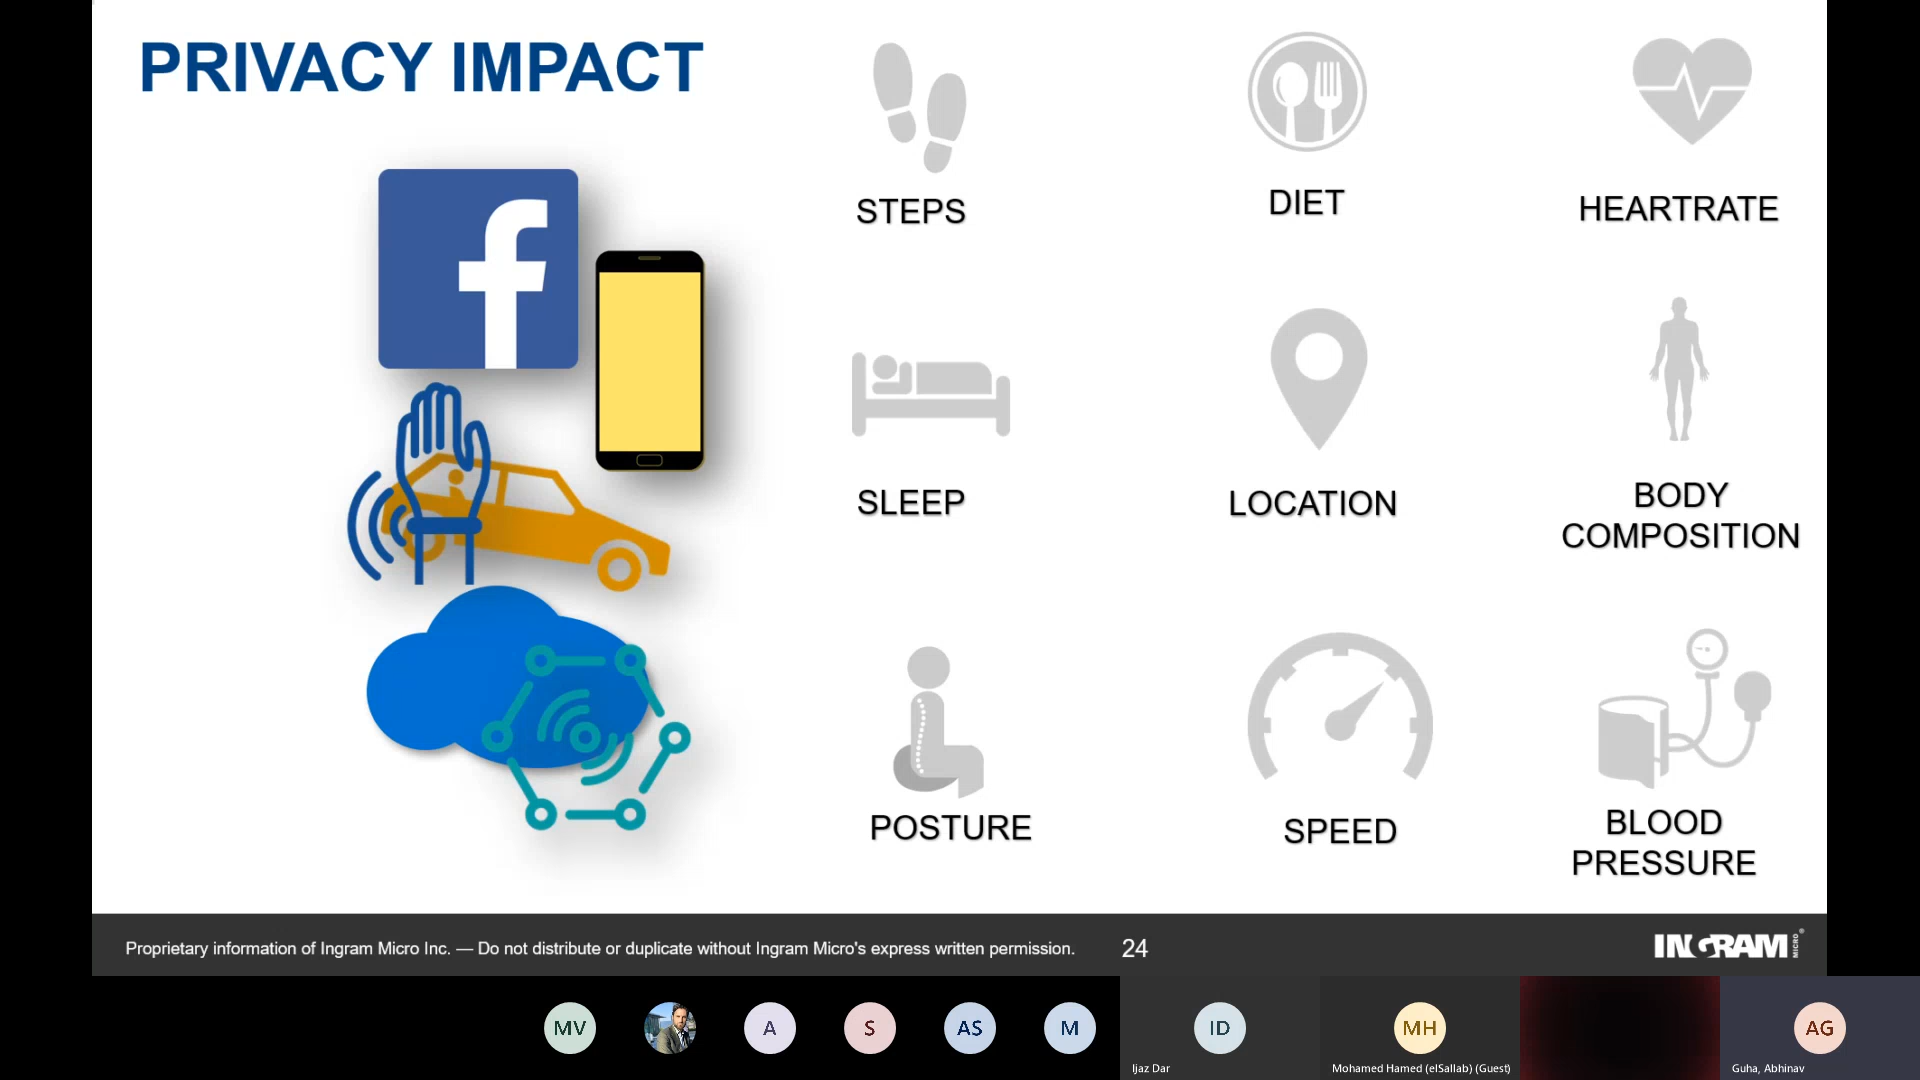 PRIVACY IMPACT
STEPS
DIET
HEARTRATE
SLEEP
LOCATION
BODY
COMPOSITION
POSTURE
SPEED
BLOOD
PRESSURE
Proprietary information of Ingram Micro Inc. — Do not distribute or duplicate without Ingram Micro's express written permission.
24
INGRAM MICRO®
MV
A
S
AS
M
ID
MH
AG
Ijaz Dar
Mohamed Hamed (elSallab) (Guest)
Guha, Abhinav